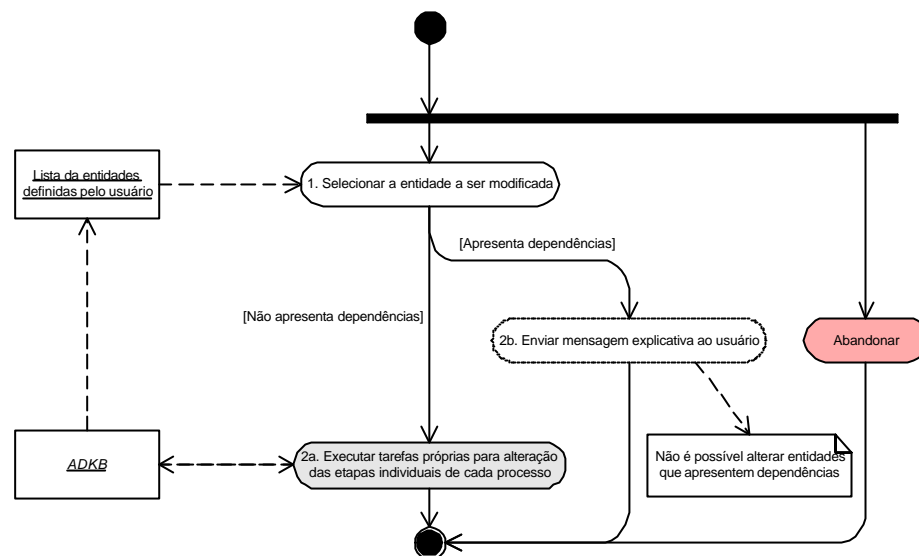 Lista da entidades
definidas pelo usuário
1. Selecionar a entidade a ser modificada
[Apresenta dependências]
[Não apresenta dependências]
2b. Enviar mensagem explicativa ao usuário
Abandonar
ADKB
2a. Executar tarefas próprias para alteração
das etapas individuais de cada processo
Não é possível alterar entidades
que apresentem dependências